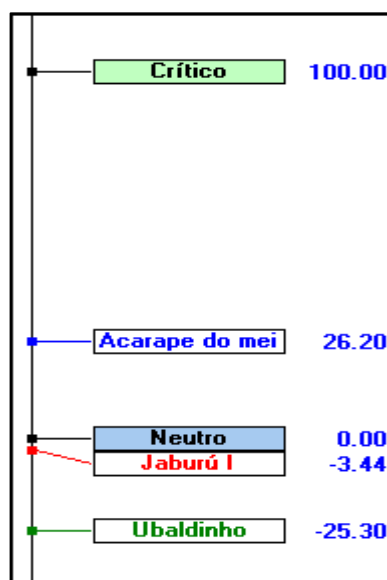 Crítico 100.00
Acarape do mei 26.20
Neutro 0.00
Jaburú I -3.44
Ubaldinho -25.30